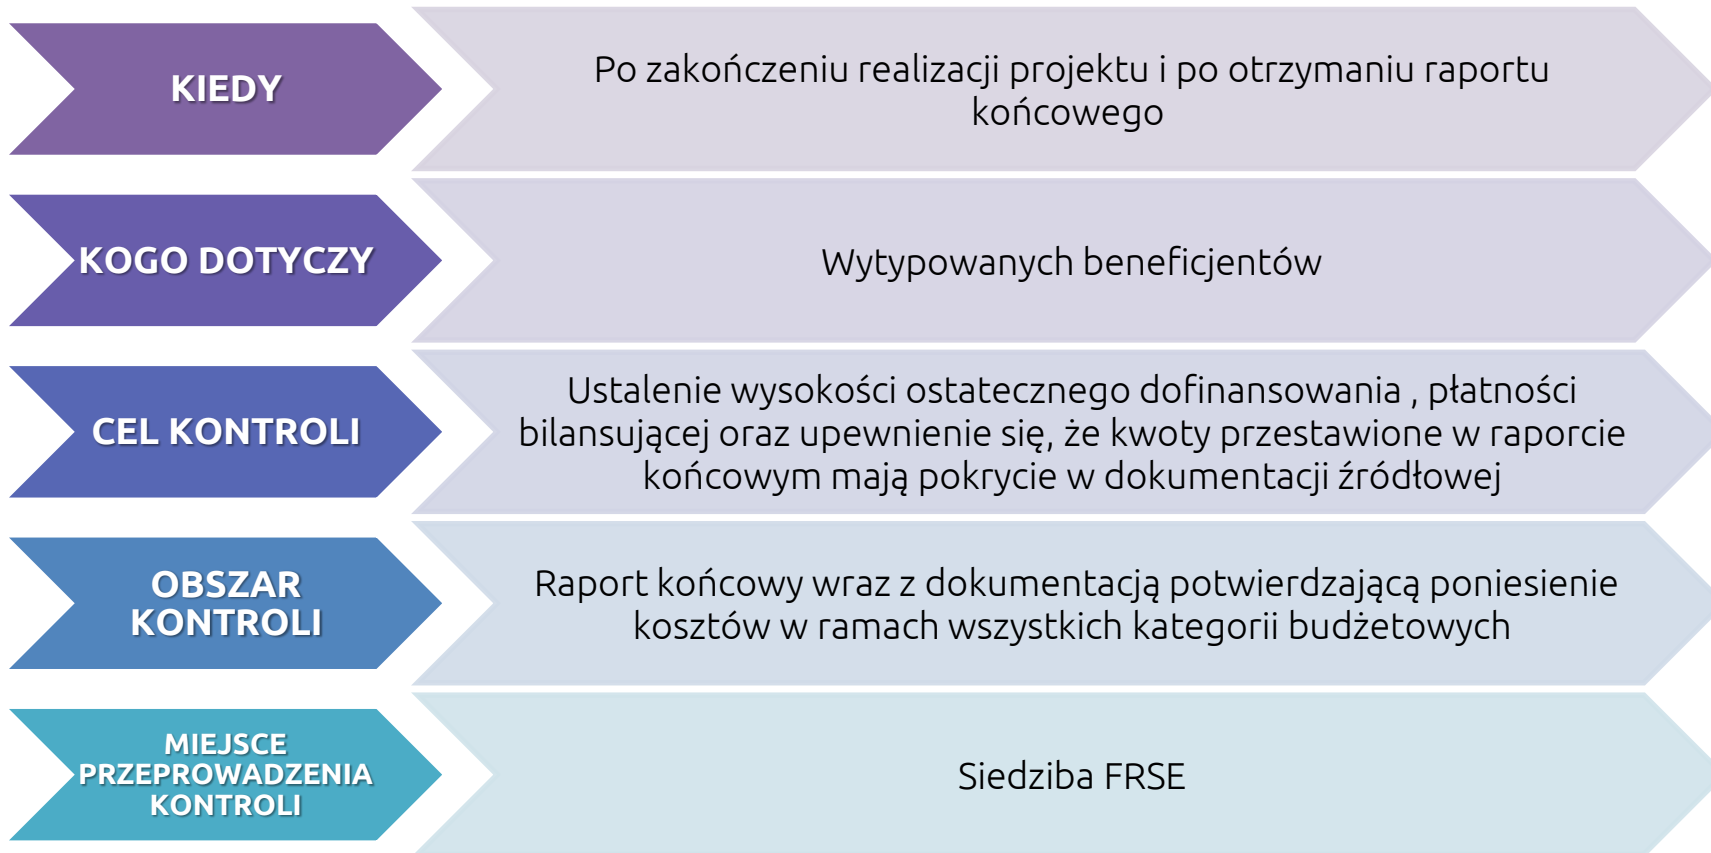 KIEDY
Po zakończeniu realizacji projektu i po otrzymaniu raportu
końcowego
KOGO DOTYCZY
Wytypowanych beneficjentów
CEL KONTROLI
Ustalenie wysokości ostatecznego dofinansowania , płatności
bilansującej oraz upewnienie się, że kwoty przestawione w raporcie
końcowym mają pokrycie w dokumentacji źródłowej
OBSZAR
KONTROLI
Raport końcowy wraz z dokumentacją potwierdzającą poniesienie
kosztów w ramach wszystkich kategorii budżetowych
MIEJSCE
PRZEPROWADZENIA
KONTROLI
Siedziba FRSE